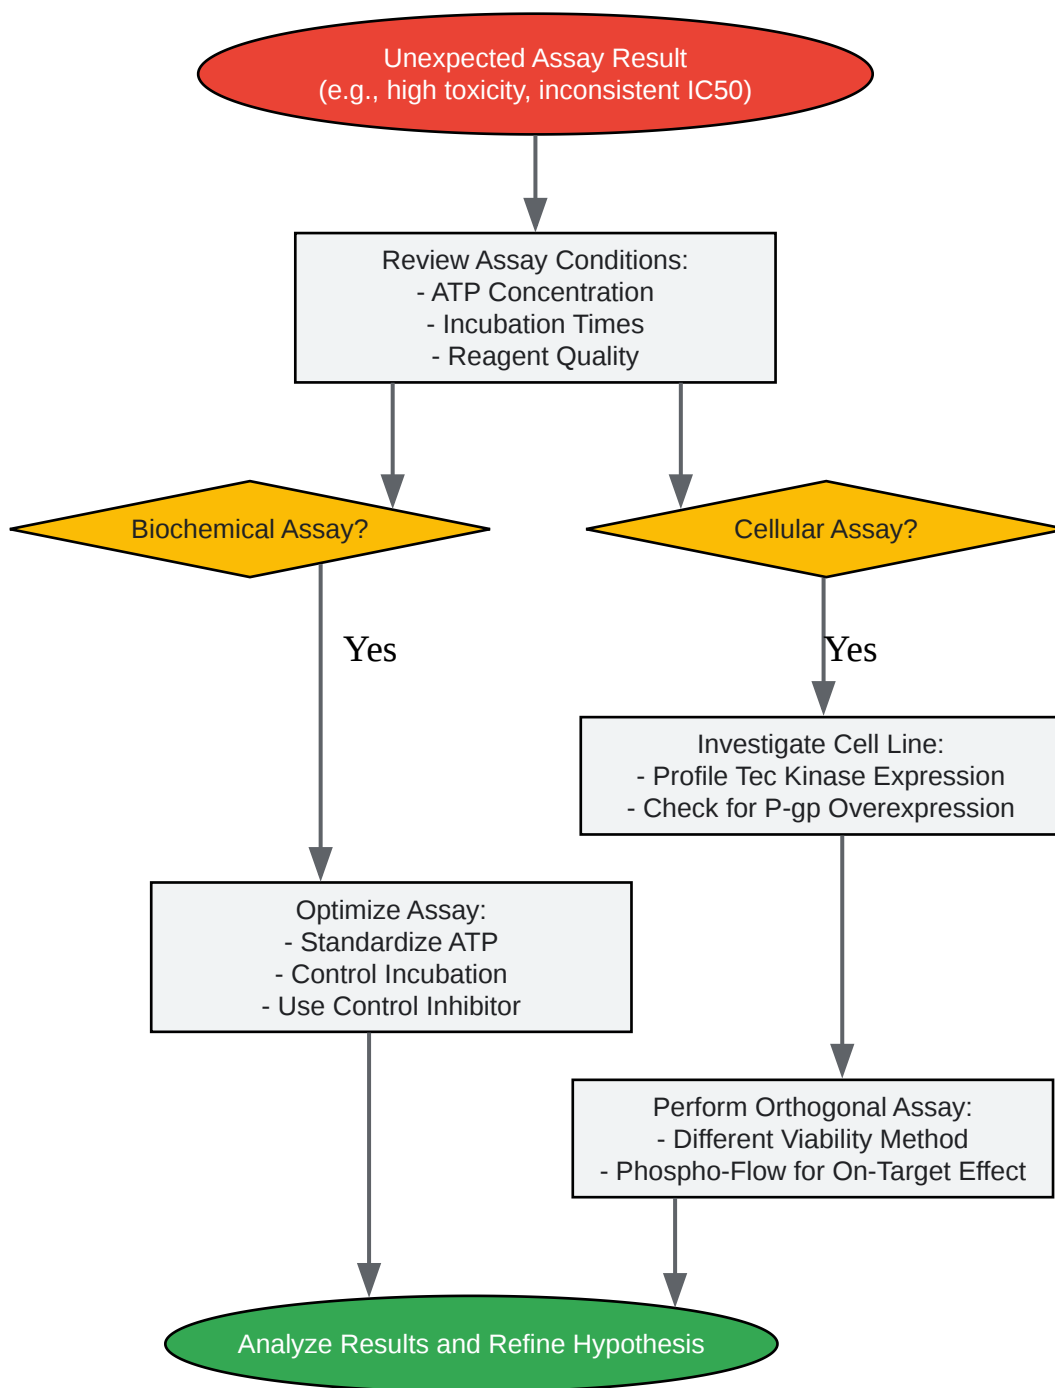 Unexpected Assay Result
(e.g., high toxicity, inconsistent IC50)
Review Assay Conditions:
- ATP Concentration
- Incubation Times
- Reagent Quality
Biochemical Assay?
Cellular Assay?
Yes
Yes
Investigate Cell Line:
- Profile Tec Kinase Expression
- Check for P-gp Overexpression
Optimize Assay:
- Standardize ATP
- Control Incubation
- Use Control Inhibitor
Perform Orthogonal Assay:
- Different Viability Method
- Phospho-Flow for On-Target Effect
Analyze Results and Refine Hypothesis